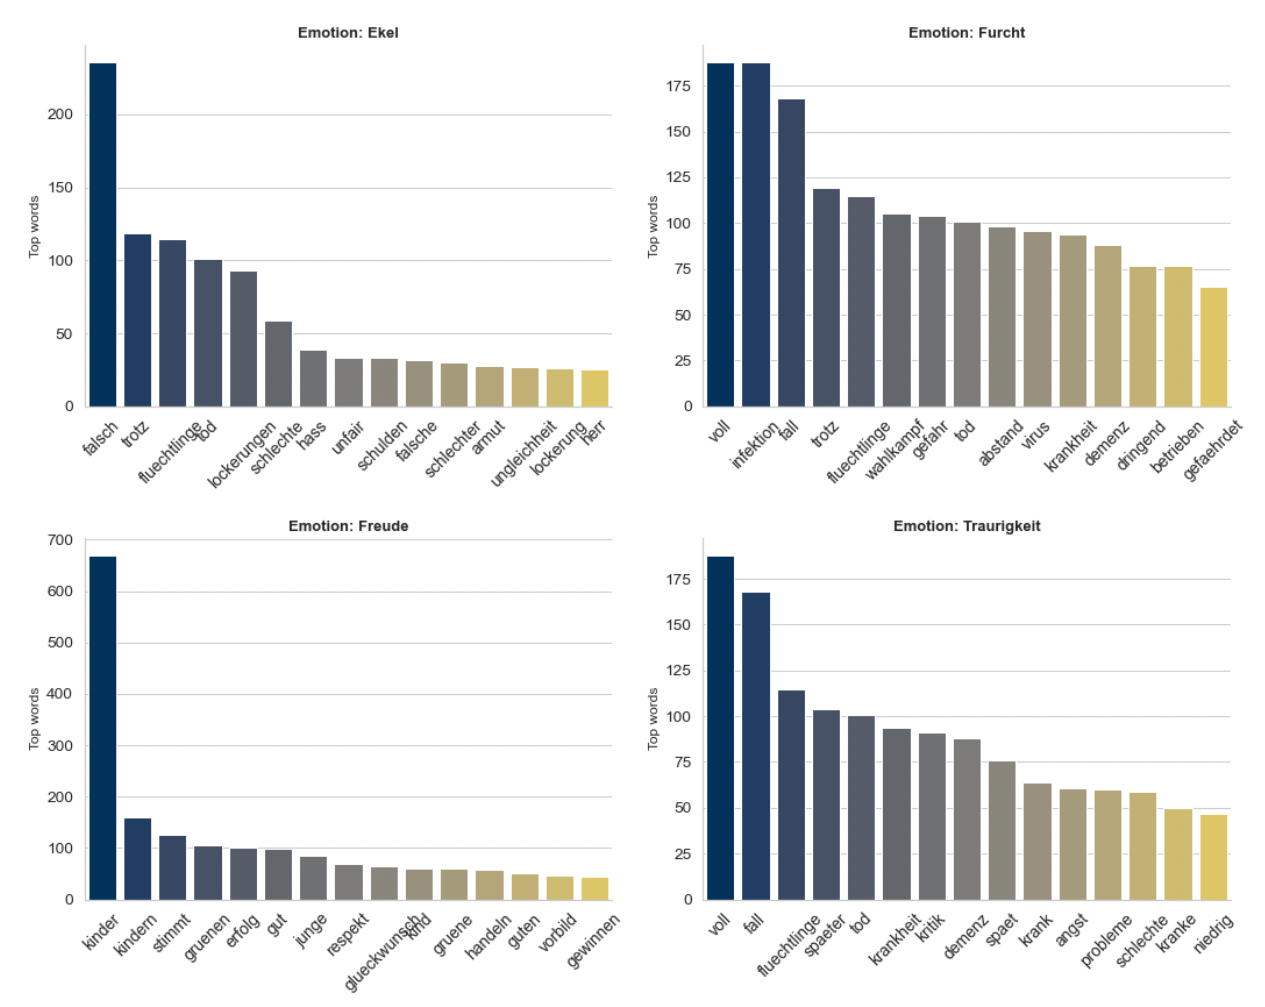 Emotion: Ekel
Top words
200
150
100
50
0
falsch trotz fluechtlinge tod lockerungen schlechte hass unfair schulden falsche schlechter armut ungleichheit lockerung herr
Emotion: Furcht
Top words
175
150
125
100
75
50
25
0
voll infektion fall trotz fluechtlinge wahlkampf gefahr tod abstand virus krankheit demenz dringend betrieben gefaehrdet
Emotion: Freude
Top words
700
600
500
400
300
200
100
0
kinder kindern stimmt gruenen erfolg gut junge respekt glueckwunsch kind gruene handeln guten vorbild gewinnen
Emotion: Traurigkeit
Top words
175
150
125
100
75
50
25
0
voll fall fluechtlinge spaeter tod krankheit kritik demenz spaet krank angst probleme schlechte kranke niedrig